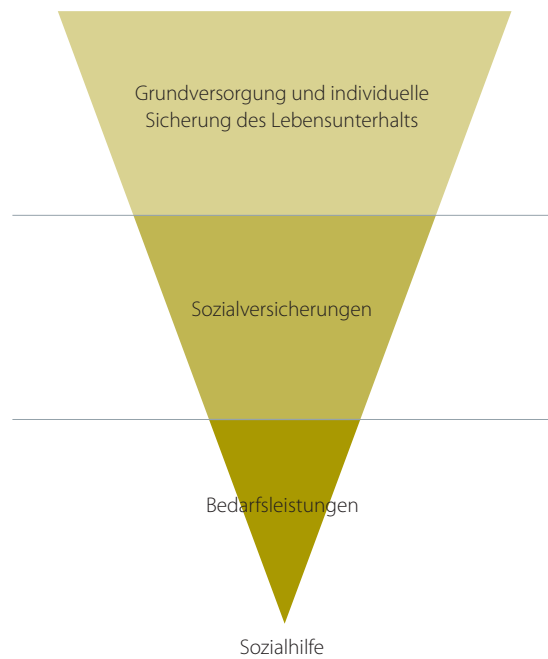 Grundversorgung und individuelle
Sicherung des Lebensunterhalts
Sozialversicherungen
Bedarfsleistungen
Sozialhilfe